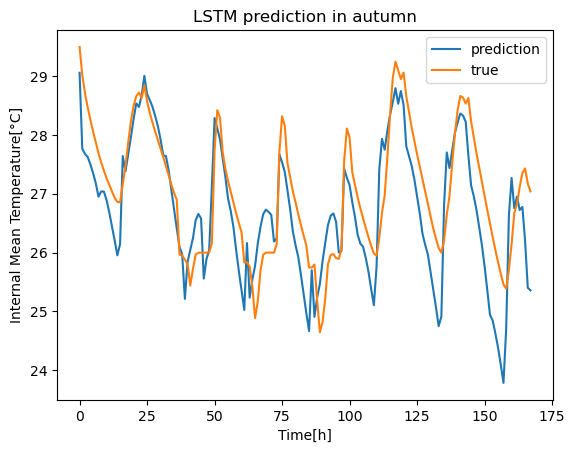 LSTM prediction in autumn
prediction
true
Internal Mean Temperature[°C]
29
28
27
26
25
24
0
25
50
75
100
125
150
175
Time[h]